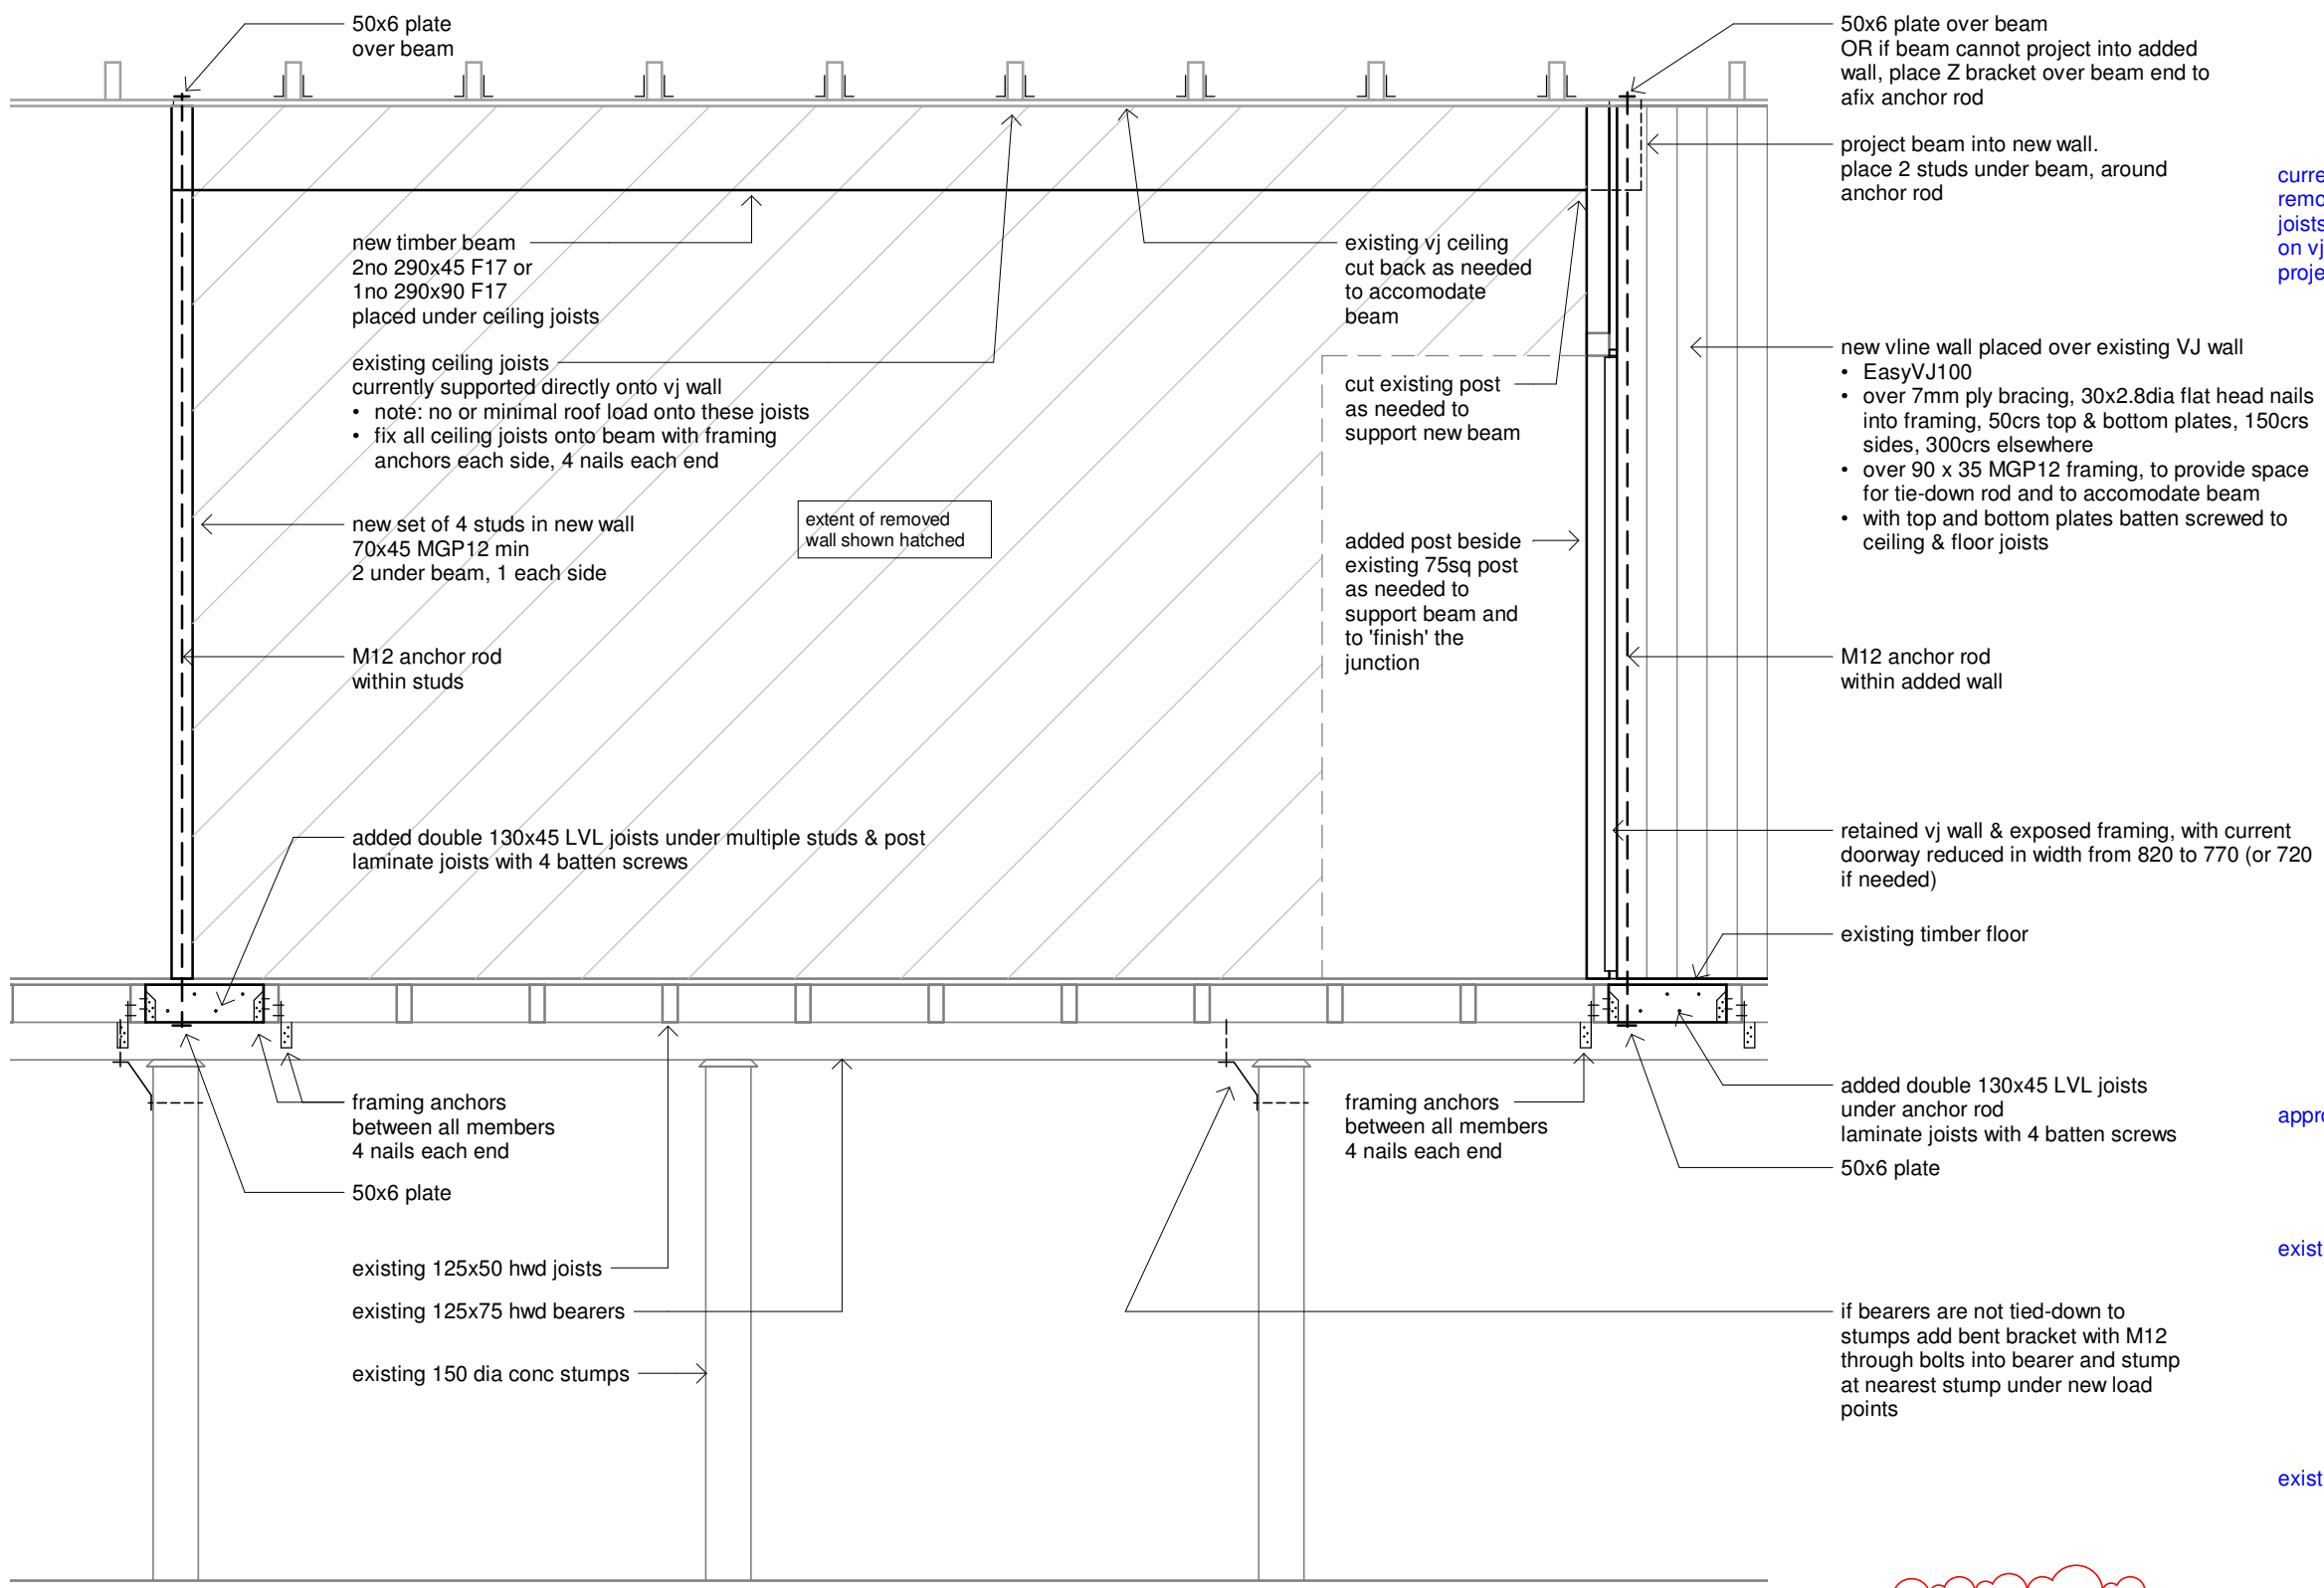 50x6 plate
over beam
50x6 plate over beam
OR if beam cannot project into added
wall, place Z bracket over beam end to
afix anchor rod
project beam into new wall.
place 2 studs under beam, around
anchor rod
new timber beam
2no 290x45 F17 or
1no 290x90 F17
placed under ceiling joists
existing vj ceiling
cut back as needed
to accomodate
beam
existing ceiling joists
currently supported directly onto vj wall
• note: no or minimal roof load onto these joists
• fix all ceiling joists onto beam with framing
anchors each side, 4 nails each end
cut existing post
as needed to
support new beam
new vline wall placed over existing VJ wall
• EasyVJ100
• over 7mm ply bracing, 30x2.8dia flat head nails
into framing, 50crs top & bottom plates, 150crs
sides, 300crs elsewhere
• over 90 x 35 MGP12 framing, to provide space
for tie-down rod and to accomodate beam
• with top and bottom plates batten screwed to
ceiling & floor joists
new set of 4 studs in new wall
70x45 MGP12 min
2 under beam, 1 each side
extent of removed
wall shown hatched
added post beside
existing 75sq post
as needed to
support beam and
to 'finish' the
junction
M12 anchor rod
within studs
M12 anchor rod
within added wall
added double 130x45 LVL joists under multiple studs & post
laminate joists with 4 batten screws
retained vj wall & exposed framing, with current
doorway reduced in width from 820 to 770 (or 720
if needed)
existing timber floor
framing anchors
between all members
4 nails each end
50x6 plate
framing anchors
between all members
4 nails each end
added double 130x45 LVL joists
under anchor rod
laminate joists with 4 batten screws
50x6 plate
existing 125x50 hwd joists
existing 125x75 hwd bearers
existing 150 dia conc stumps
if bearers are not tied-down to
stumps add bent bracket with M12
through bolts into bearer and stump
at nearest stump under new load
points
curre
remo
joists
on vj
proje
appro
exist
exist